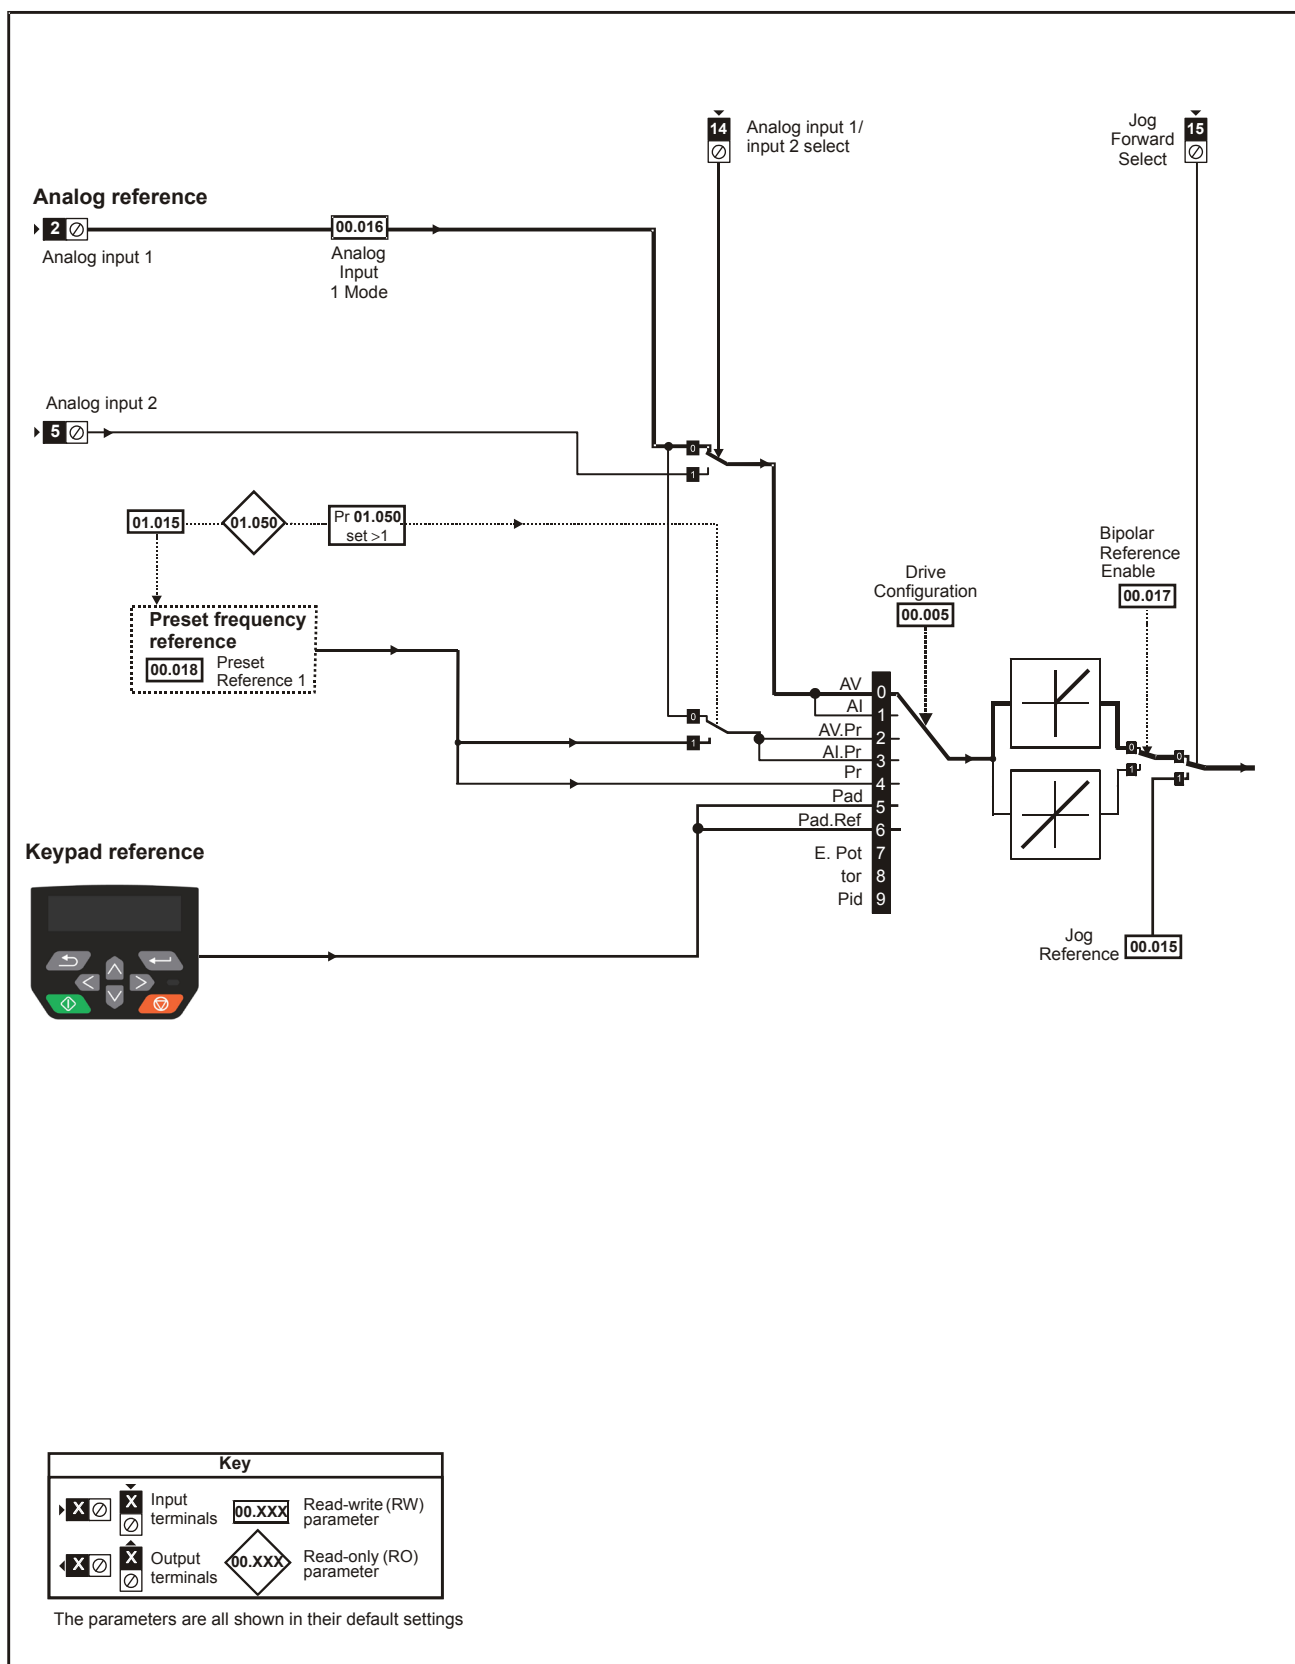 14
Analog input 1/
input 2 select
Jog
Forward
Select
15
Analog reference
2
Analog input 1
00.016
Analog
Input
1 Mode
Analog input 2
5
0
1
01.015
01.050
Pr 01.050
set >1
Preset frequency
reference
00.018
Preset
Reference 1
Drive
Configuration
00.005
Bipolar
Reference
Enable
00.017
0
1
AV 0
AI 1
AV.Pr 2
AI.Pr 3
Pr 4
Pad 5
Pad.Ref 6
E. Pot 7
tor 8
Pid 9
0
1
0
1
Jog
Reference
00.015
Keypad reference
Key
X
X
Input
terminals
00.XXX
Read-write (RW)
parameter
X
X
Output
terminals
00.XXX
Read-only (RO)
parameter
The parameters are all shown in their default settings